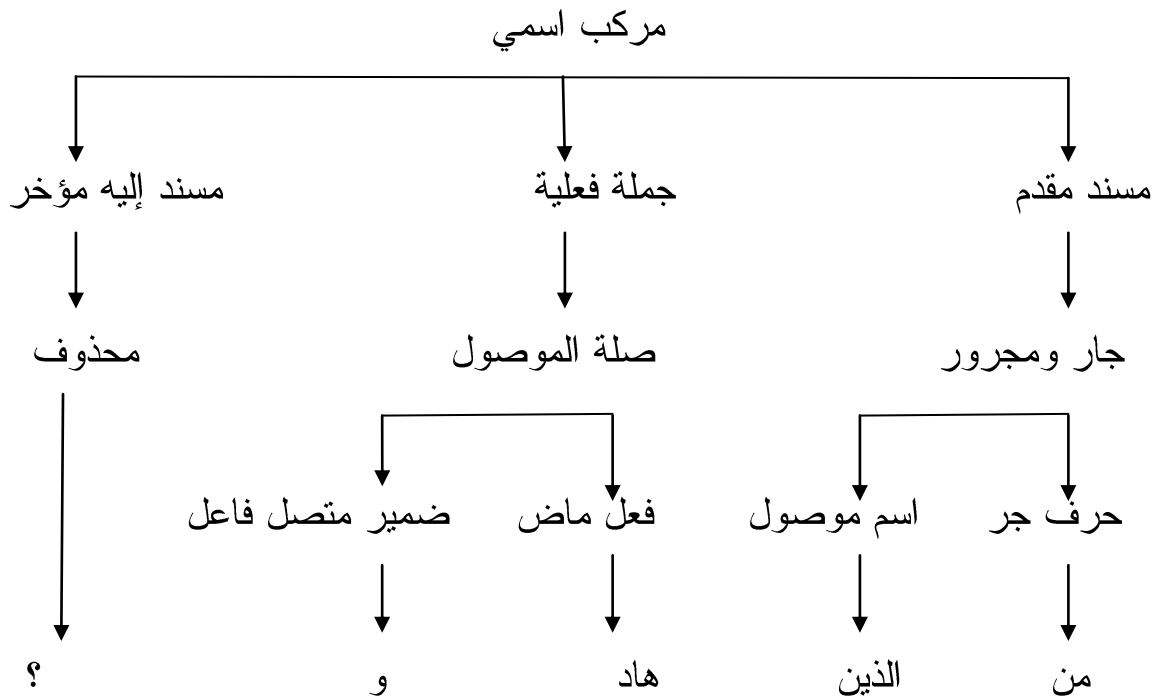 مركب اسمي
مسند مقدم جملة فعلية مسند إليه مؤخر
جار ومجرور صلة الموصول محذوف
حرف جر اسم موصول فعل ماض ضمير متصل فاعل
من الذين هاد و ؟